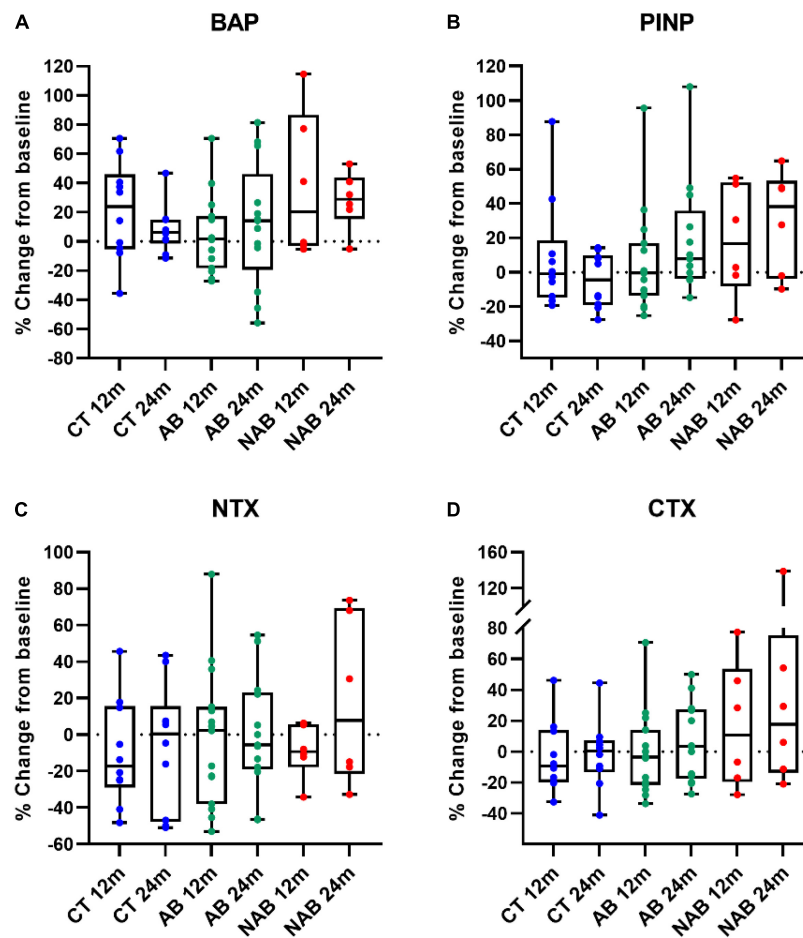 A
BAP
% Change from baseline
120
100
80
60
40
20
0
-20
-40
-60
-80
CT 12m
CT 24m
AB 12m
AB 24m
NAB 12m
NAB 24m
B
PINP
% Change from baseline
120
100
80
60
40
20
0
-20
-40
CT 12m
CT 24m
AB 12m
AB 24m
NAB 12m
NAB 24m
C
NTX
% Change from baseline
100
80
60
40
20
0
-20
-40
-60
CT 12m
CT 24m
AB 12m
AB 24m
NAB 12m
NAB 24m
D
CTX
% Change from baseline
160
120
80
60
40
20
0
-20
-40
CT 12m
CT 24m
AB 12m
AB 24m
NAB 12m
NAB 24m